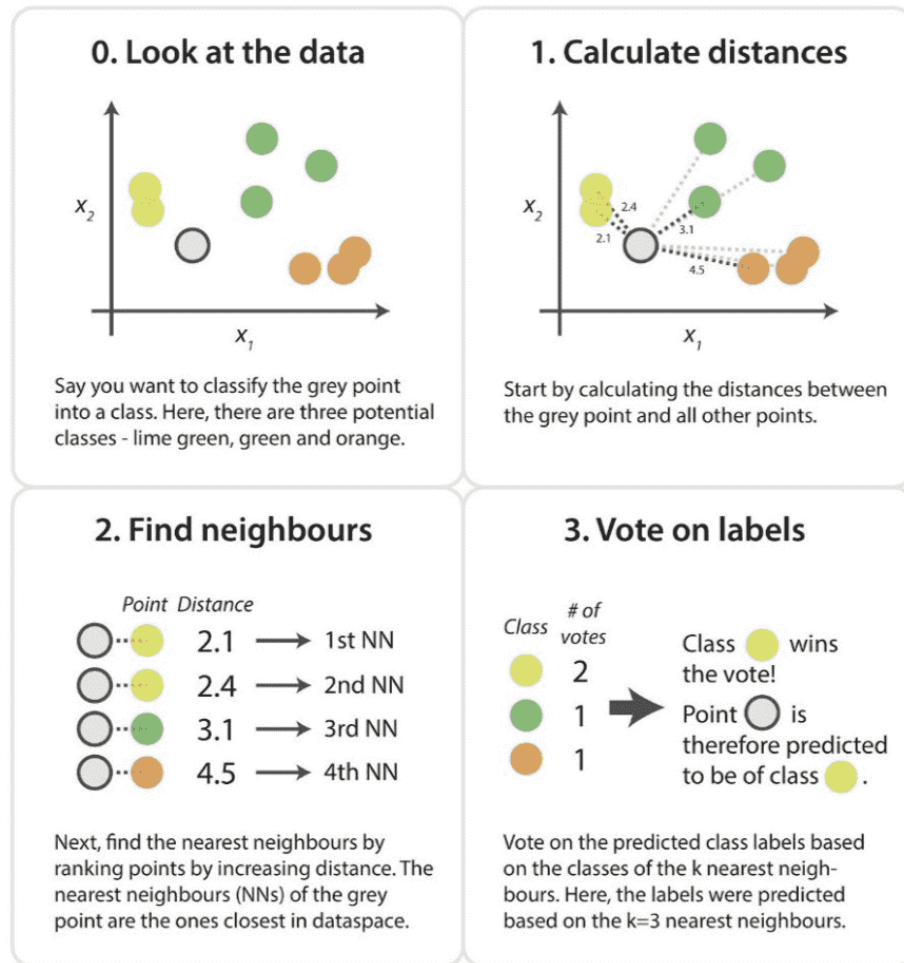 0. Look at the data
x2
x1
Say you want to classify the grey point
into a class. Here, there are three potential
classes - lime green, green and orange.
1. Calculate distances
x2
2.4
2.1
3.1
4.5
x1
Start by calculating the distances between
the grey point and all other points.
2. Find neighbours
Point Distance
2.1 1st NN
2.4 2nd NN
3.1 3rd NN
4.5 4th NN
Next, find the nearest neighbours by
ranking points by increasing distance. The
nearest neighbours (NNs) of the grey
point are the ones closest in dataspace.
3. Vote on labels
Class # of
votes
2
1
1
Class wins
the vote!
Point is
therefore predicted
to be of class .
Vote on the predicted class labels based
on the classes of the k nearest neigh-
bours. Here, the labels were predicted
based on the k=3 nearest neighbours.